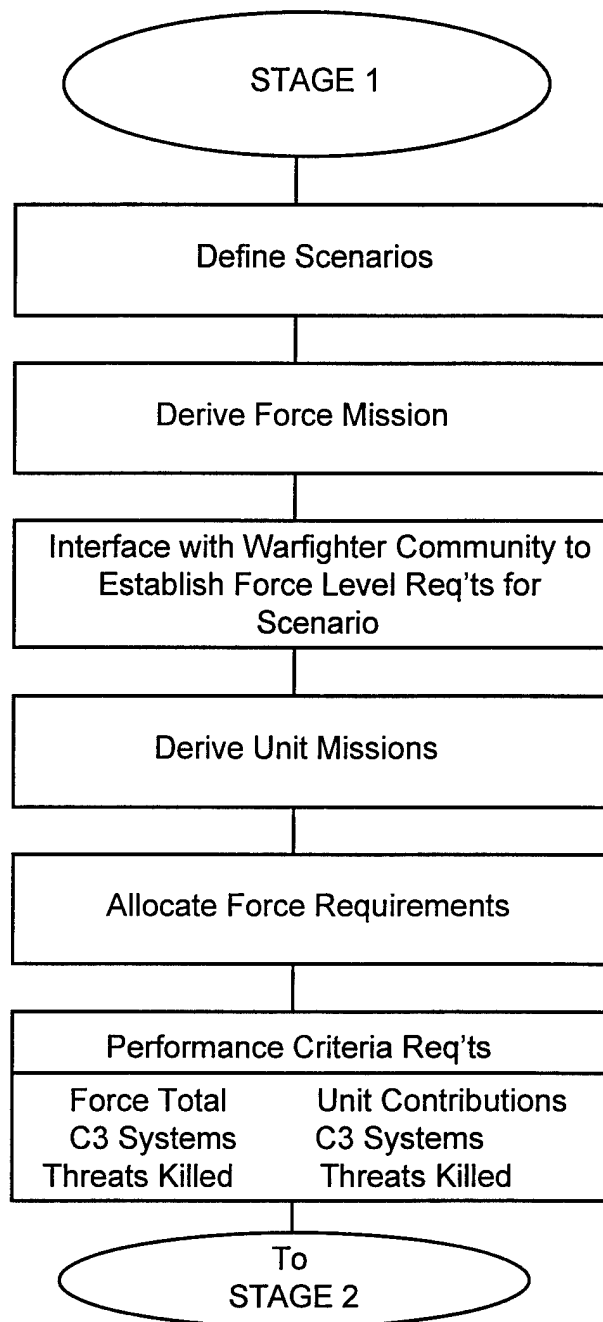 STAGE 1
Define Scenarios
Derive Force Mission
Interface with Warfighter Community to
Establish Force Level Req'ts for
Scenario
Derive Unit Missions
Allocate Force Requirements
Performance Criteria Req'ts
Force Total Unit Contributions
C3 Systems C3 Systems
Threats Killed Threats Killed
To
STAGE 2